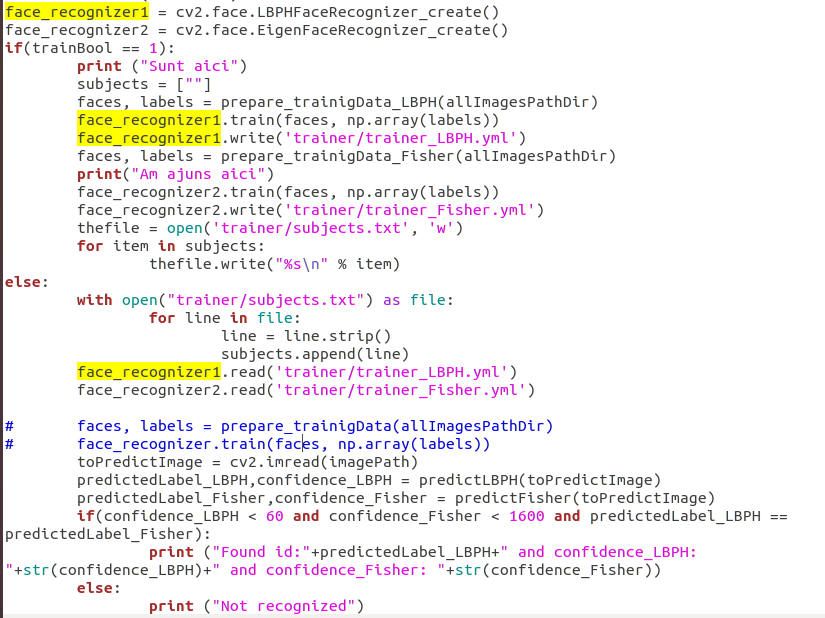 face_recognizer1 = cv2.face.LBPHFaceRecognizer_create()
face_recognizer2 = cv2.face.EigenFaceRecognizer_create()
if(trainBool == 1):
        print ("Sunt aici")
        subjects = [""]
        faces, labels = prepare_trainigData_LBPH(allImagesPathDir)
        face_recognizer1.train(faces, np.array(labels))
        face_recognizer1.write('trainer/trainer_LBPH.yml')
        faces, labels = prepare_trainigData_Fisher(allImagesPathDir)
        print("Am ajuns aici")
        face_recognizer2.train(faces, np.array(labels))
        face_recognizer2.write('trainer/trainer_Fisher.yml')
        thefile = open('trainer/subjects.txt', 'w')
        for item in subjects:
                thefile.write("%s\n" % item)
else:
        with open("trainer/subjects.txt") as file:
                for line in file:
                        line = line.strip()
                        subjects.append(line)
        face_recognizer1.read('trainer/trainer_LBPH.yml')
        face_recognizer2.read('trainer/trainer_Fisher.yml')

#       faces, labels = prepare_trainigData(allImagesPathDir)
#       face_recognizer.train(faces, np.array(labels))
        toPredictImage = cv2.imread(imagePath)
        predictedLabel_LBPH,confidence_LBPH = predictLBPH(toPredictImage)
        predictedLabel_Fisher,confidence_Fisher = predictFisher(toPredictImage)
        if(confidence_LBPH < 60 and confidence_Fisher < 1600 and predictedLabel_LBPH ==
predictedLabel_Fisher):
                print ("Found id:"+predictedLabel_LBPH+" and confidence_LBPH:
"+str(confidence_LBPH)+" and confidence_Fisher: "+str(confidence_Fisher))
        else:
                print ("Not recognized")